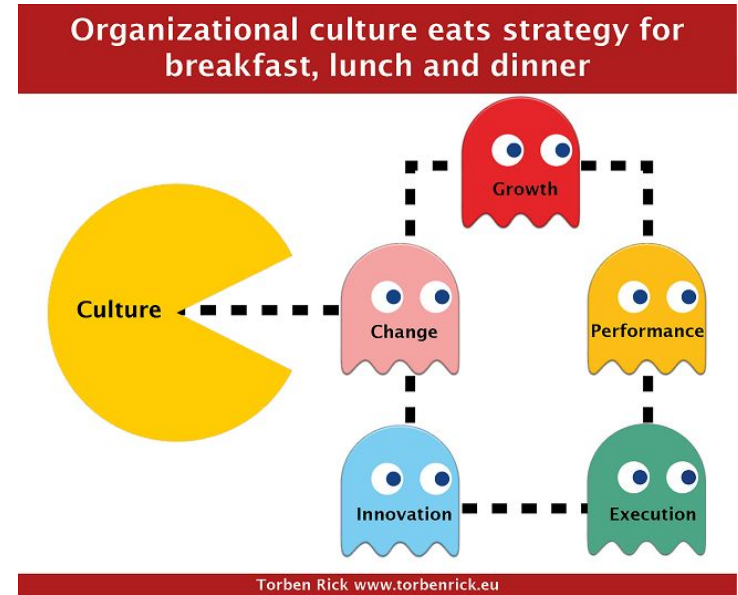 Organizational culture eats strategy for
breakfast, lunch and dinner
Growth
Culture
Change
Performance
Innovation
Execution
Torben Rick www.torbenrick.eu